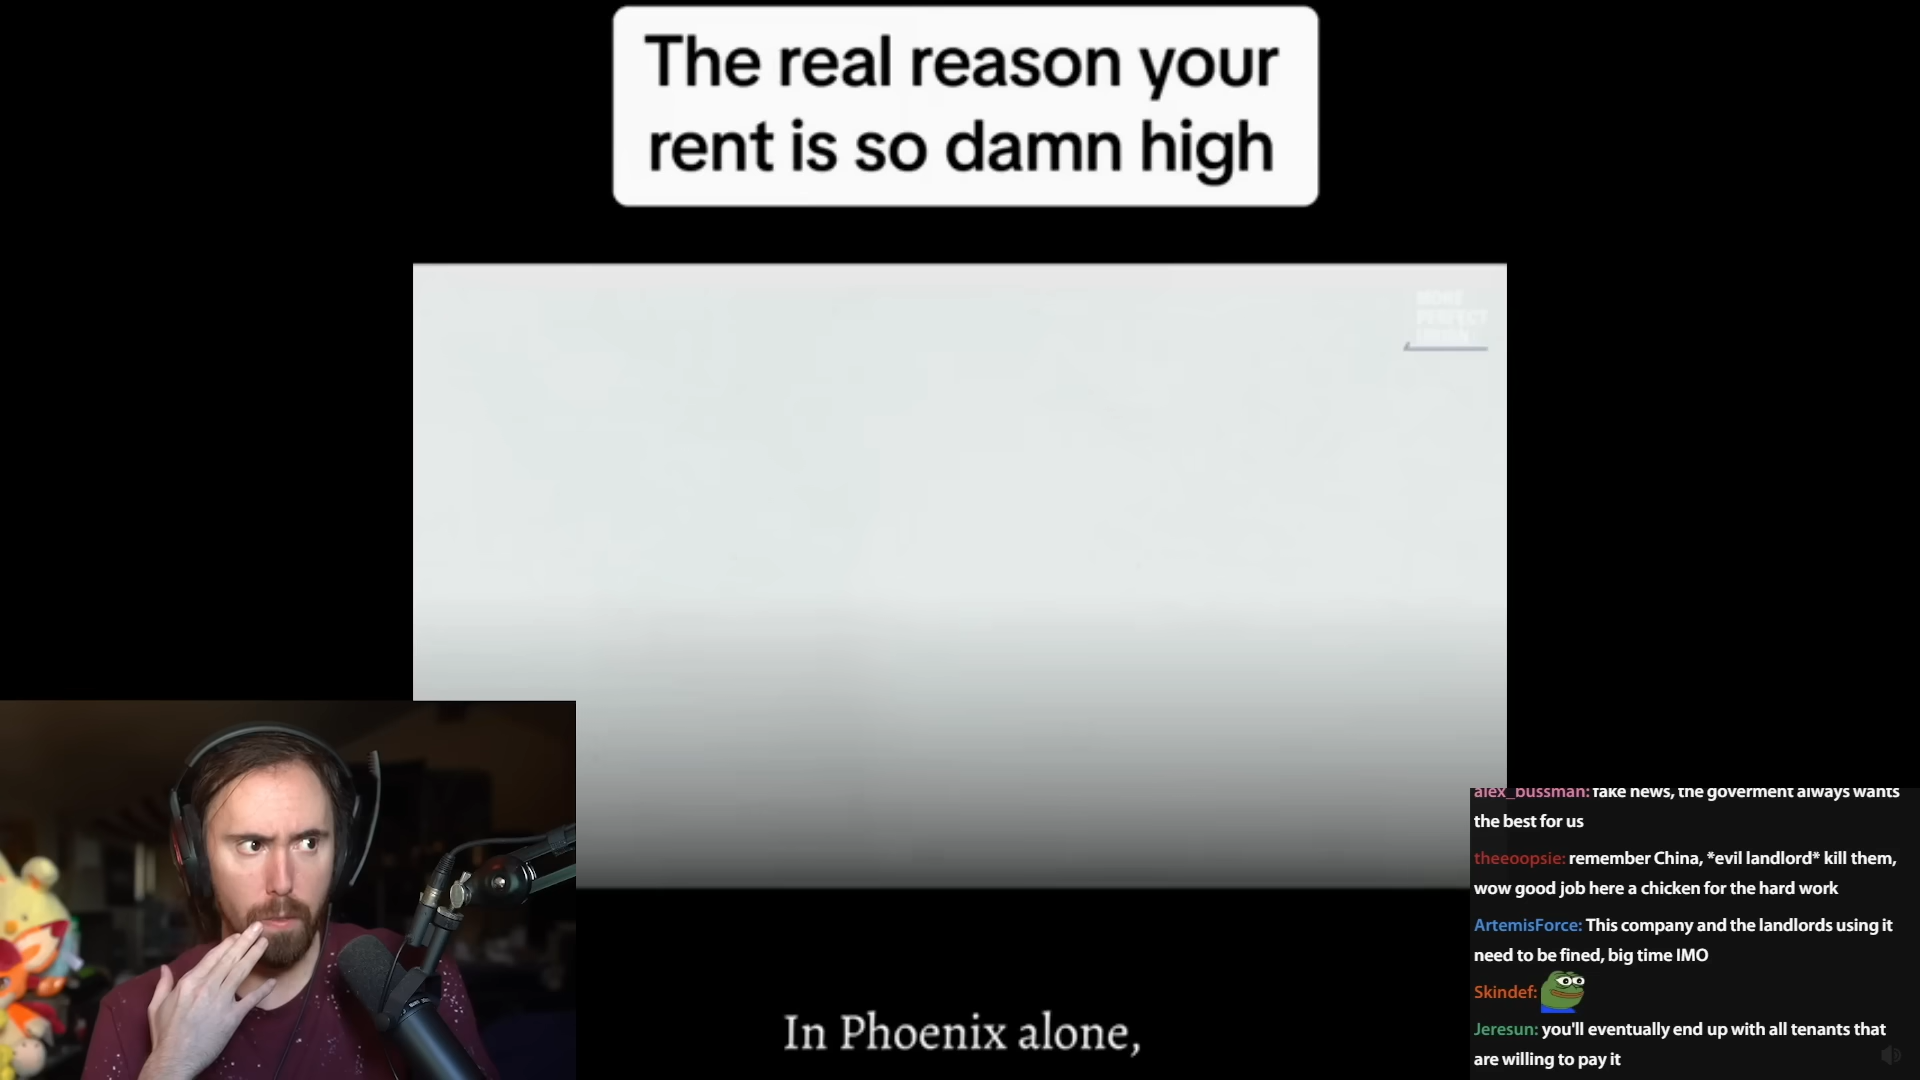 The real reason your
rent is so damn high
MORE
PERFECT
UNION
alex_bussman: fake news, the goverment always wants
the best for us
theeoopsie: remember China, *evil landlord* kill them,
wow good job here a chicken for the hard work
ArtemisForce: This company and the landlords using it
need to be fined, big time IMO
Skindef:
Jeresun: you'll eventually end up with all tenants that
are willing to pay it
In Phoenix alone,